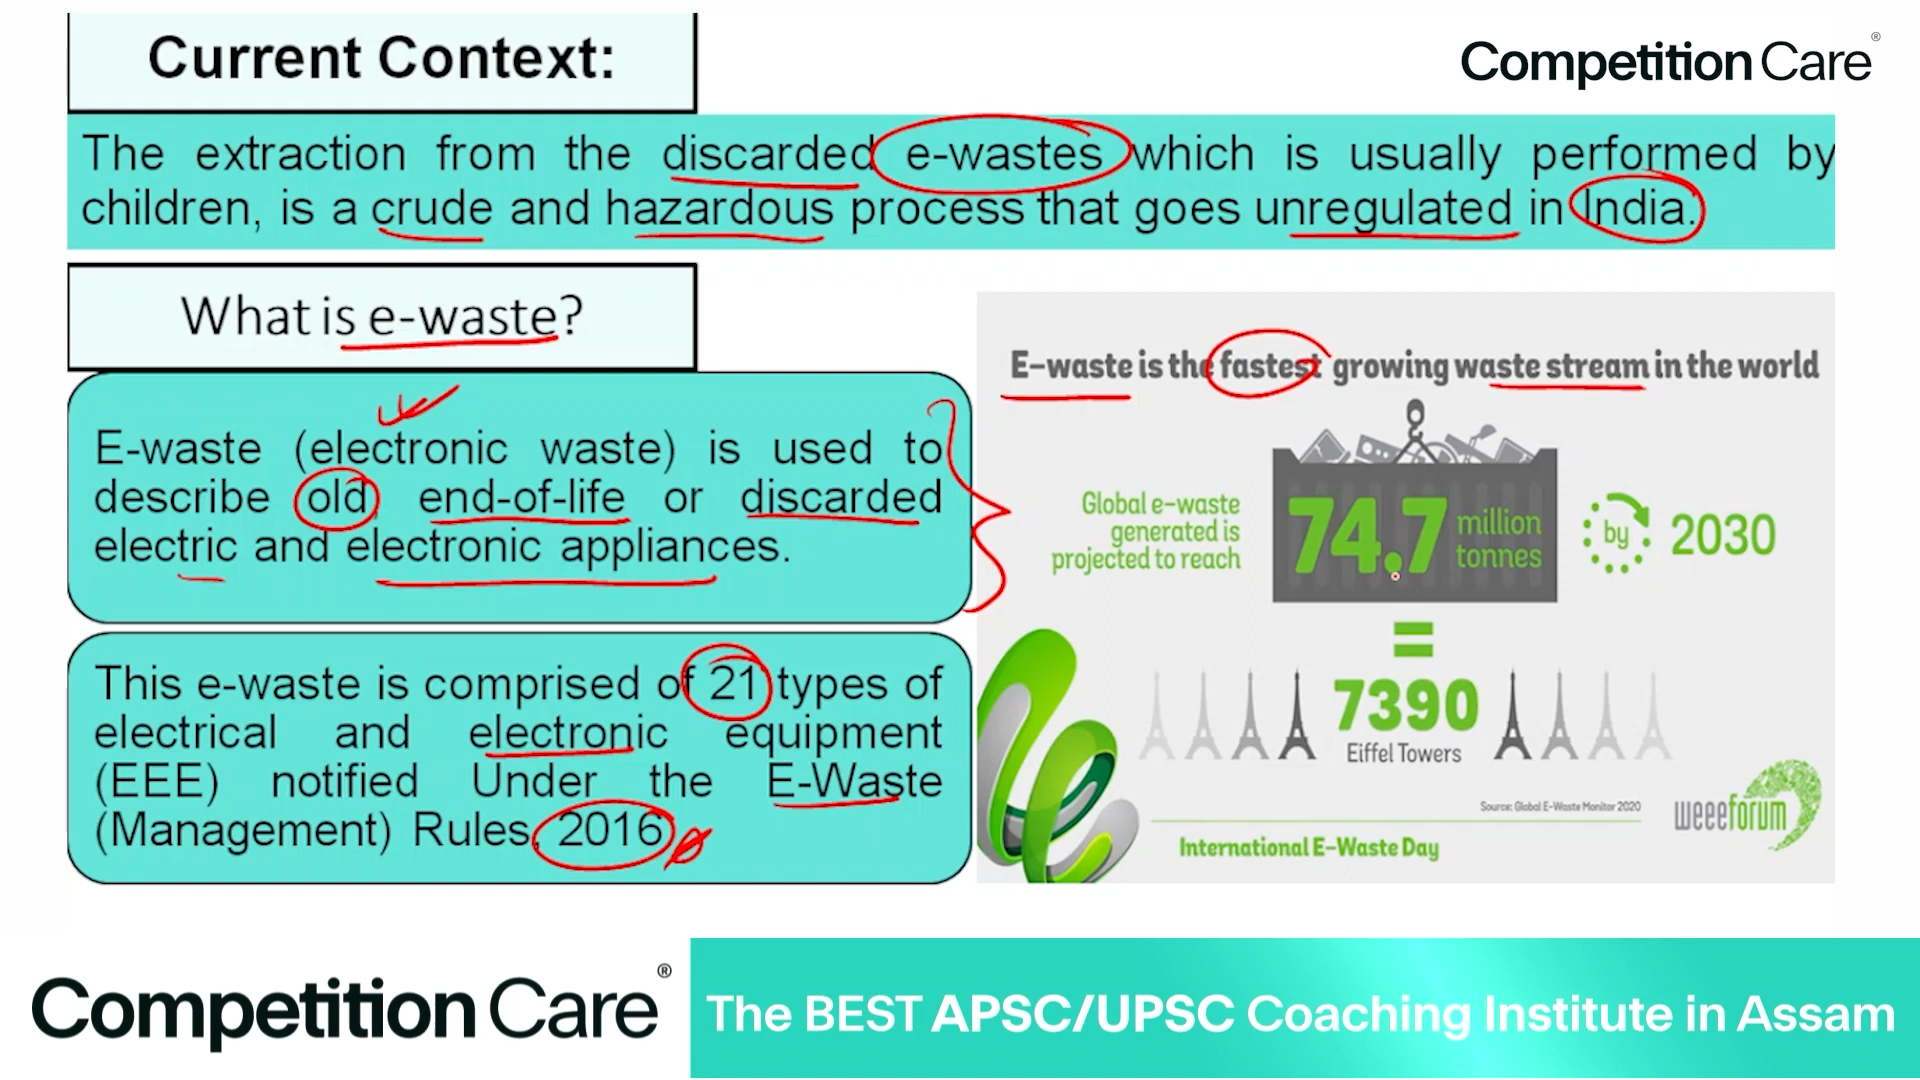 Current Context:
Competition Care®
The extraction from the discarded e-wastes which is usually performed by
children, is a crude and hazardous process that goes unregulated in India.
What is e-waste?
E-waste (electronic waste) is used to
describe old, end-of-life or discarded
electric and electronic appliances.
This e-waste is comprised of 21 types of
electrical and electronic equipment
(EEE) notified Under the E-Waste
(Management) Rules, 2016
E-waste is the fastest growing waste stream in the world
Global e-waste
generated is
projected to reach
74.7 million
tonnes
by 2030
=
7390
Eiffel Towers
Source: Global E-Waste Monitor 2020
weeeforum
International E-Waste Day
Competition Care®
The BEST APSC/UPSC Coaching Institute in Assam